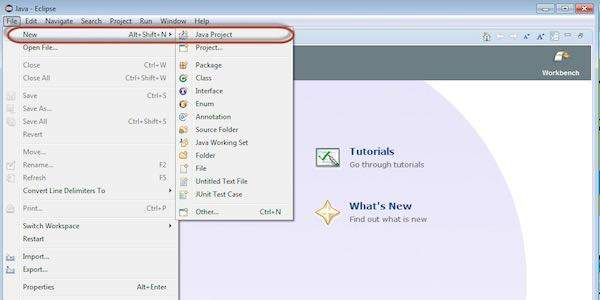 Java - Eclipse
File Edit Navigate Search Project Run Window Help
New Alt+Shift+N
Open File...
Close Ctrl+W
Close All Ctrl+Shift+W
Save Ctrl+S
Save As...
Save All Ctrl+Shift+S
Revert
Move...
Rename... F2
Refresh F5
Convert Line Delimiters To
Print... Ctrl+P
Switch Workspace
Restart
Import...
Export...
Properties Alt+Enter
Java Project
Project...
Package
Class
Interface
Enum
Annotation
Source Folder
Java Working Set
Folder
File
Untitled Text File
JUnit Test Case
Other... Ctrl+N
Workbench
Tutorials
Go through tutorials
What's New
Find out what is new